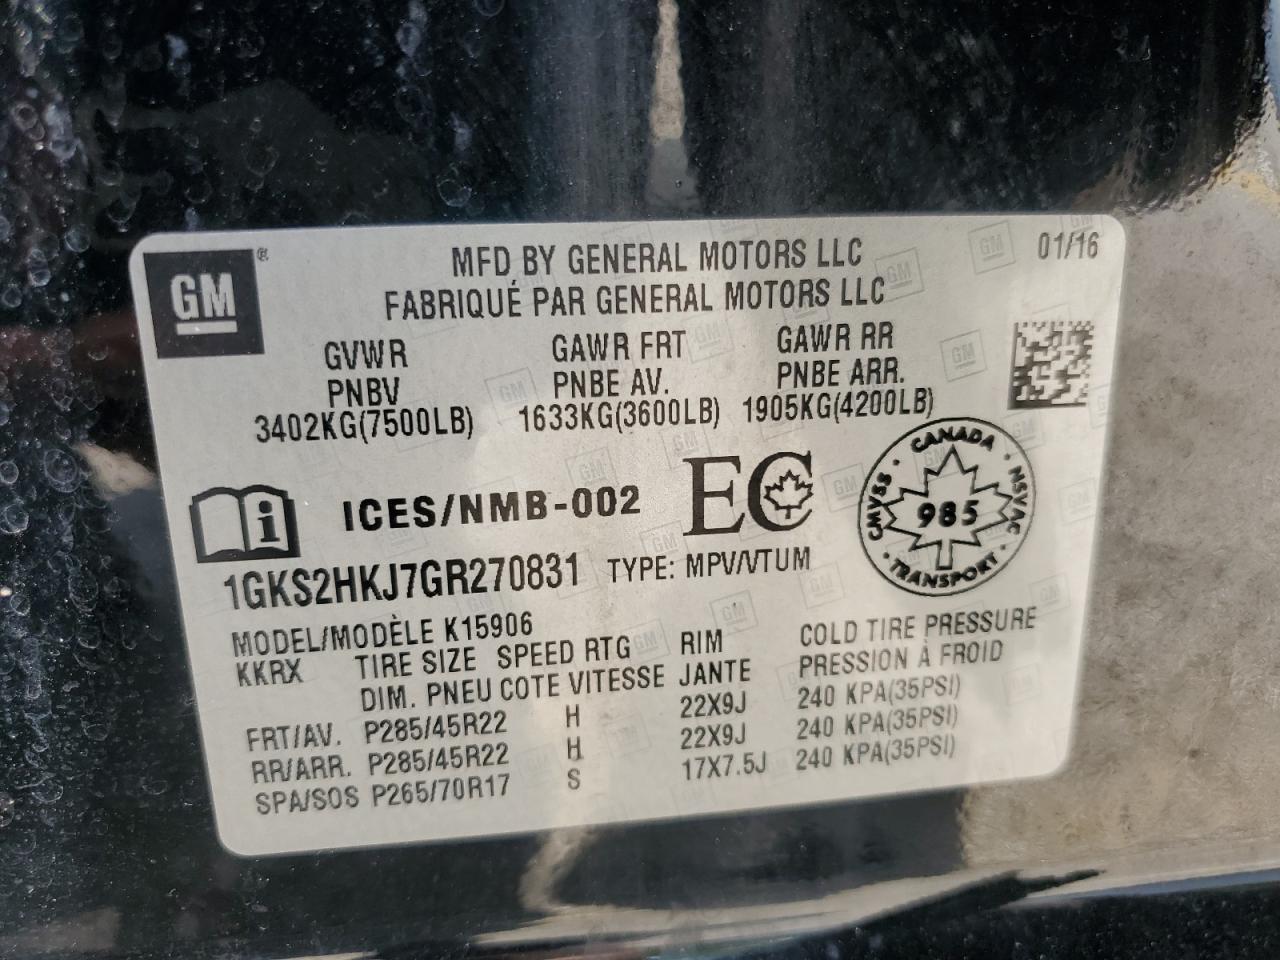 GM ®
01/16
MFD BY GENERAL MOTORS LLC
FABRIQUÉ PAR GENERAL MOTORS LLC
GVWR GAWR FRT GAWR RR
PNBV PNBE AV. PNBE ARR.
3402KG(7500LB) 1633KG(3600LB) 1905KG(4200LB)
i ICES/NMB-002 EC
CANADA
CMVSS · NSVAC
985
TRANSPORT
1GKS2HKJ7GR270831 TYPE: MPV/VTUM
MODEL/MODÈLE K15906
KKRX TIRE SIZE SPEED RTG RIM COLD TIRE PRESSURE
DIM. PNEU COTE VITESSE JANTE PRESSION À FROID
FRT/AV. P285/45R22 H 22X9J 240 KPA(35PSI)
RR/ARR. P285/45R22 H 22X9J 240 KPA(35PSI)
SPA/SOS P265/70R17 S 17X7.5J 240 KPA(35PSI)